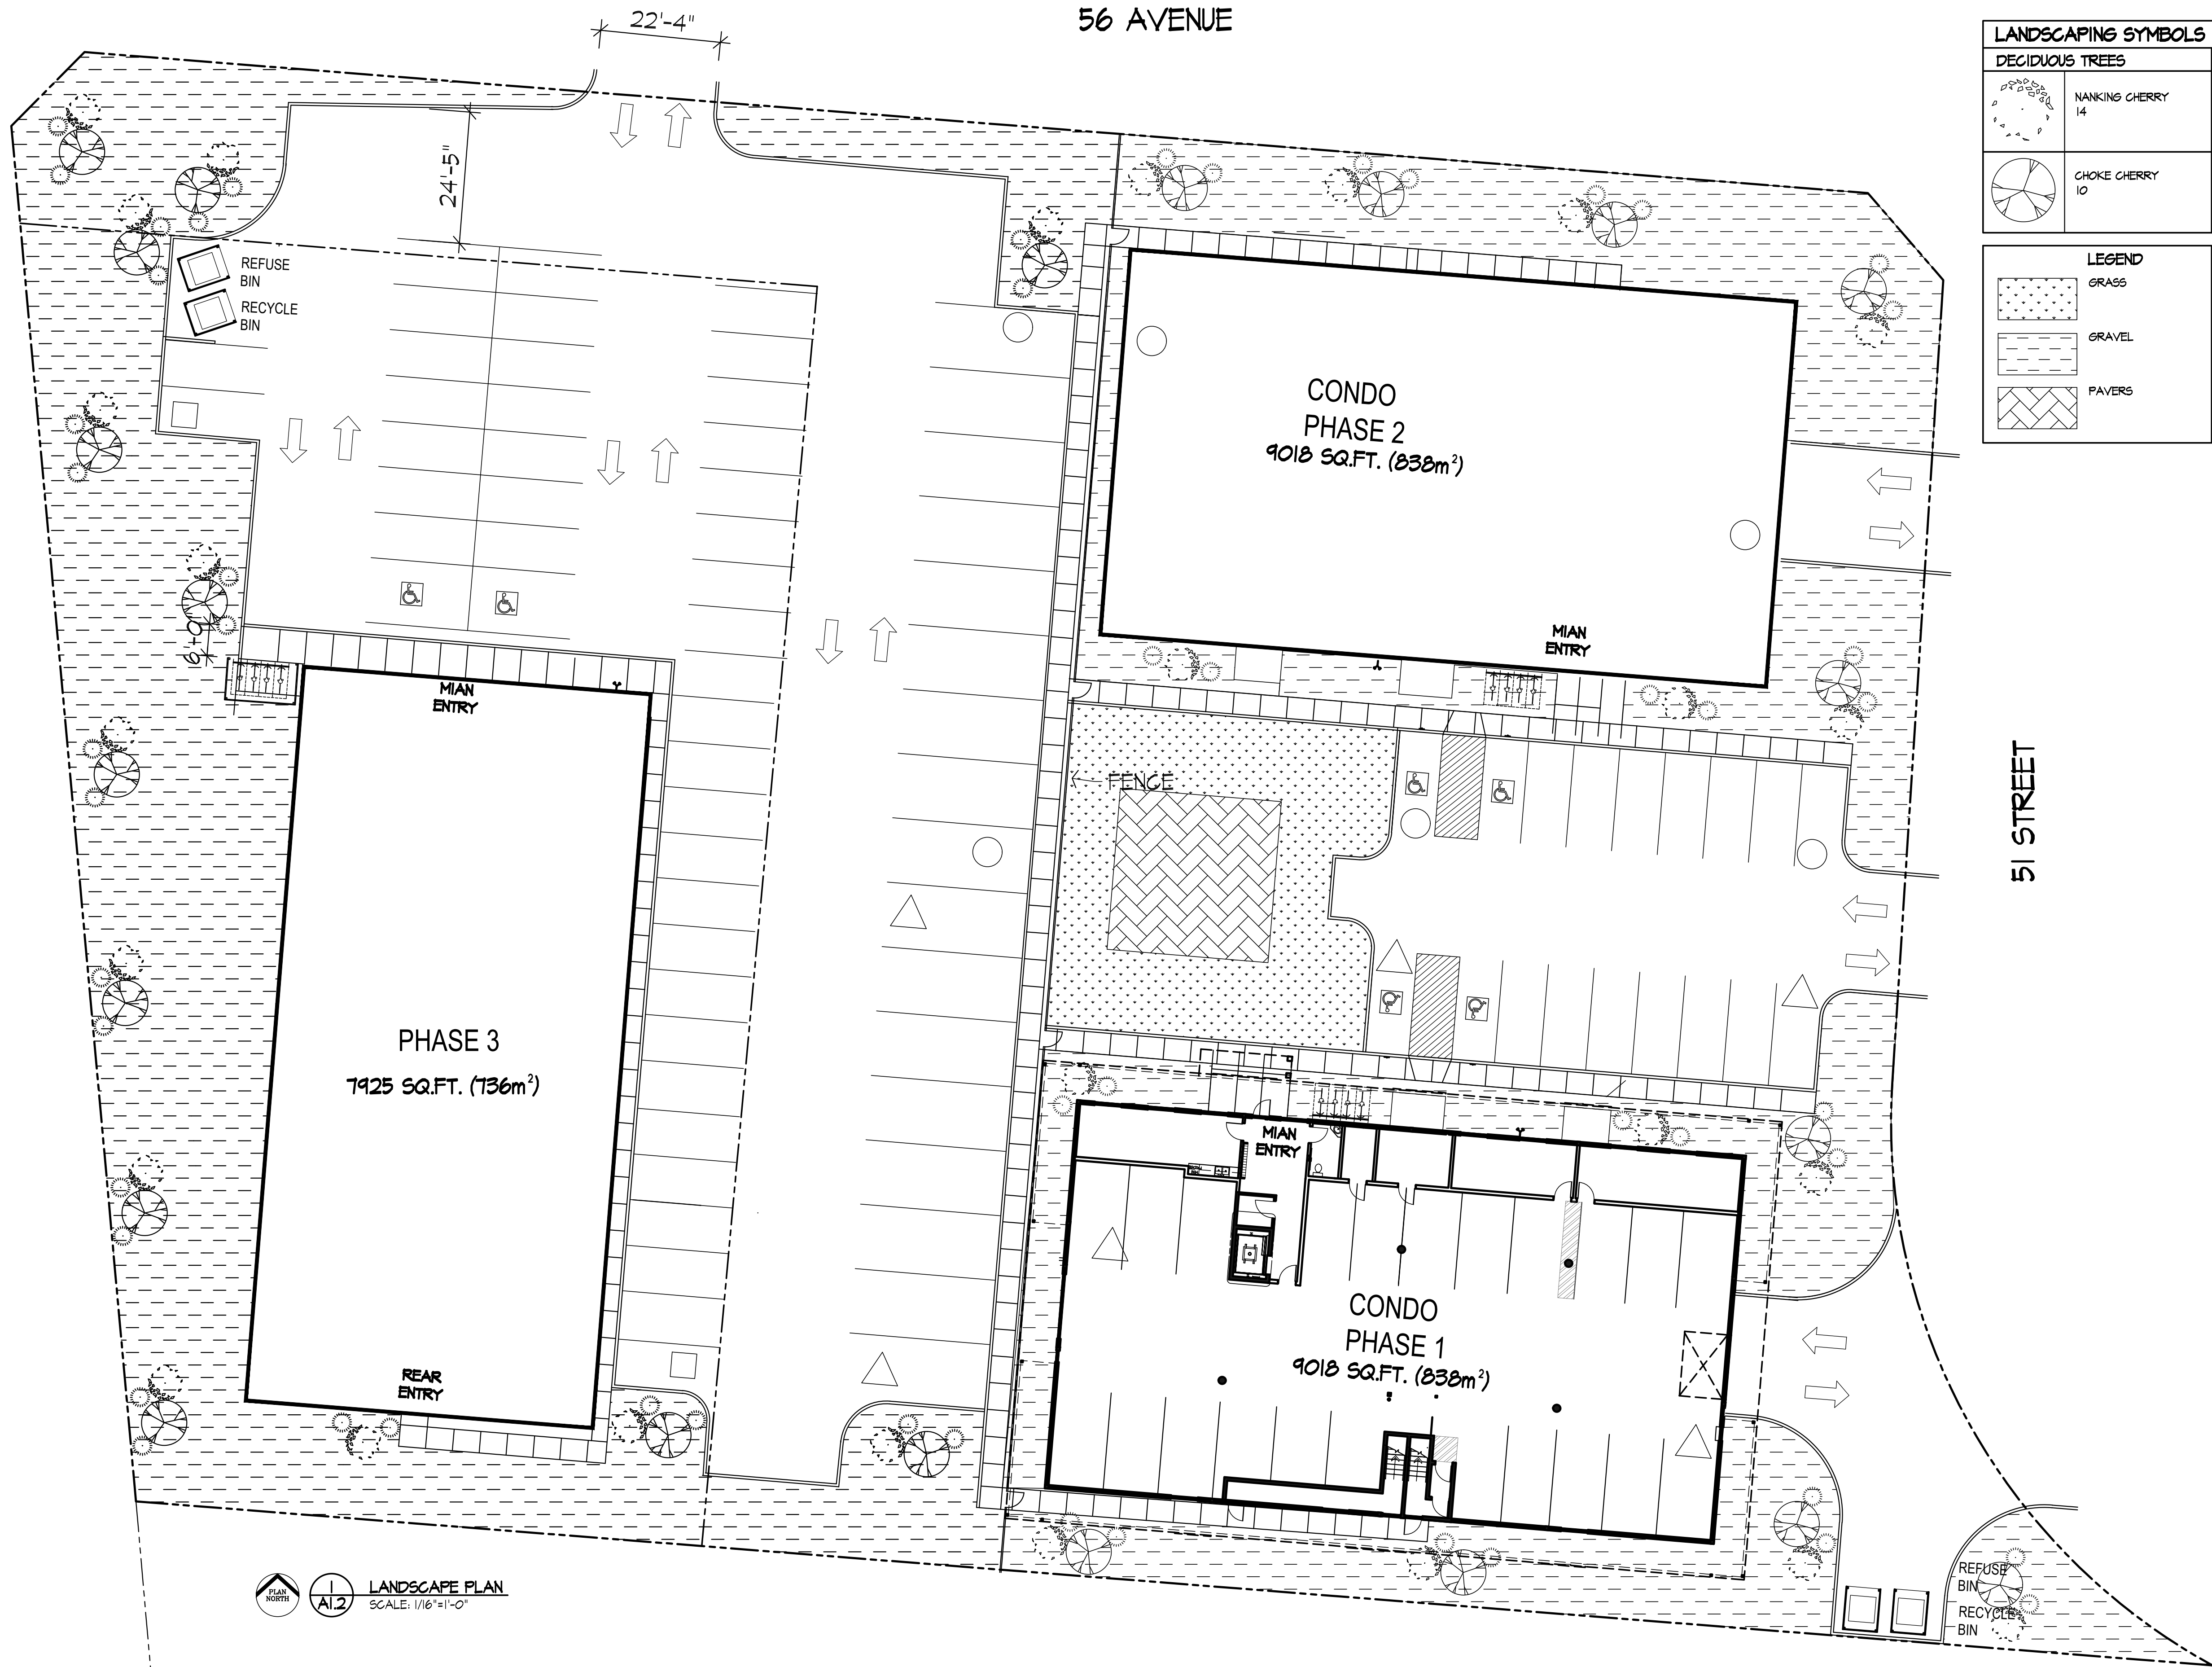 56 AVENUE
22'-4"
24'-5"
LANDSCAPING SYMBOLS
DECIDUOUS TREES
NANKING CHERRY
14
CHOKE CHERRY
10
LEGEND
GRASS
GRAVEL
PAVERS
REFUSE
BIN
RECYCLE
BIN
CONDO
PHASE 2
9018 SQ.FT. (838m²)
MIAN
ENTRY
6'-0"
MIAN
ENTRY
FENCE
51 STREET
PHASE 3
7925 SQ.FT. (736m²)
MIAN
ENTRY
CONDO
PHASE 1
9018 SQ.FT. (838m²)
REAR
ENTRY
REFUSE
BIN
RECYCLE
BIN
PLAN
NORTH
1
A1.2
LANDSCAPE PLAN
SCALE: 1/16"=1'-0"